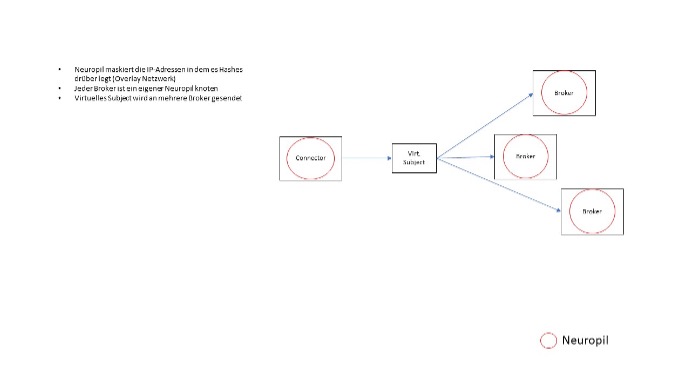 • Neuropil maskiert die IP-Adressen in dem es Hashes
drüber legt (Overlay Netzwerk)
• Jeder Broker ist ein eigener Neuropil knoten
• Virtuelles Subject wird an mehrere Broker gesendet
Broker
Connector
Virt.
Subject
Broker
Broker
Neuropil